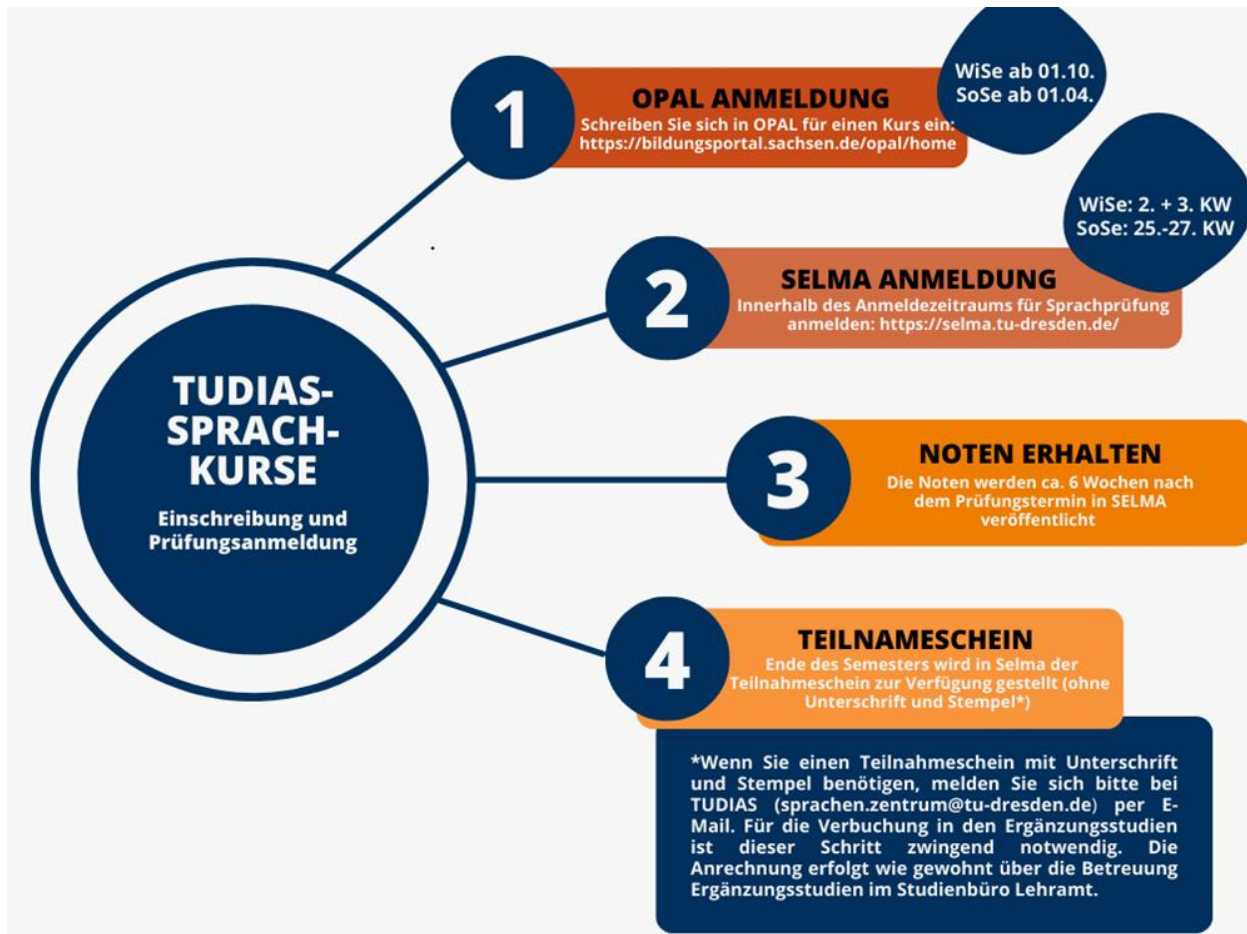 TUDIAS-
SPRACH-
KURSE
Einschreibung und
Prüfungsanmeldung
1
OPAL ANMELDUNG
Schreiben Sie sich in OPAL für einen Kurs ein:
https://bildungsportal.sachsen.de/opal/home
WiSe ab 01.10.
SoSe ab 01.04.
2
SELMA ANMELDUNG
Innerhalb des Anmeldezeitraums für Sprachprüfung
anmelden: https://selma.tu-dresden.de/
WiSe: 2. + 3. KW
SoSe: 25.-27. KW
3
NOTEN ERHALTEN
Die Noten werden ca. 6 Wochen nach
dem Prüfungstermin in SELMA
veröffentlicht
4
TEILNAMESCHEIN
Ende des Semesters wird in Selma der
Teilnahmeschein zur Verfügung gestellt (ohne
Unterschrift und Stempel*)
*Wenn Sie einen Teilnahmeschein mit Unterschrift
und Stempel benötigen, melden Sie sich bitte bei
TUDIAS (sprachen.zentrum@tu-dresden.de) per E-
Mail. Für die Verbuchung in den Ergänzungsstudien
ist dieser Schritt zwingend notwendig. Die
Anrechnung erfolgt wie gewohnt über die Betreuung
Ergänzungsstudien im Studienbüro Lehramt.